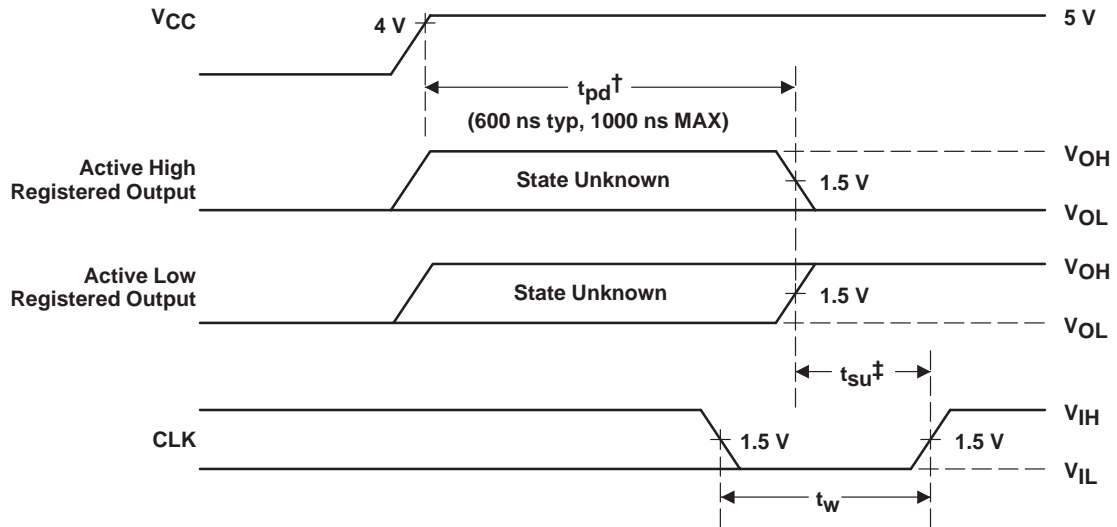 VCC
4 V
5 V
tpd†
(600 ns typ, 1000 ns MAX)
Active High
Registered Output
State Unknown
1.5 V
VOH
VOL
Active Low
Registered Output
State Unknown
1.5 V
VOH
VOL
tsu‡
CLK
1.5 V
1.5 V
VIH
VIL
tw